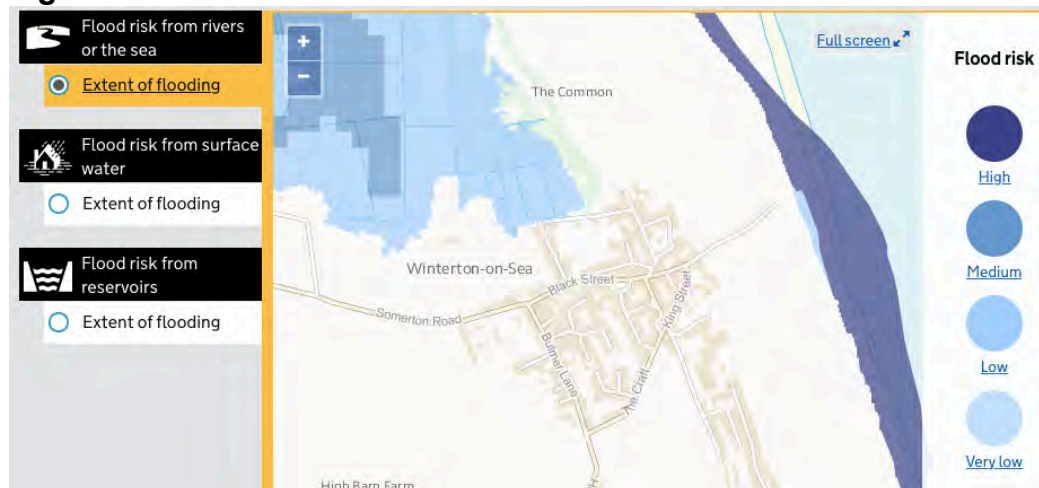 Flood risk from rivers
or the sea
Extent of flooding
Flood risk from surface
water
Extent of flooding
Flood risk from
reservoirs
Extent of flooding
+
−
Full screen
The Common
Winterton-on-Sea
Black Street
King Street
Somerton Road
Bulmer Lane
The Craft
High Barn Farm
Flood risk
High
Medium
Low
Very low